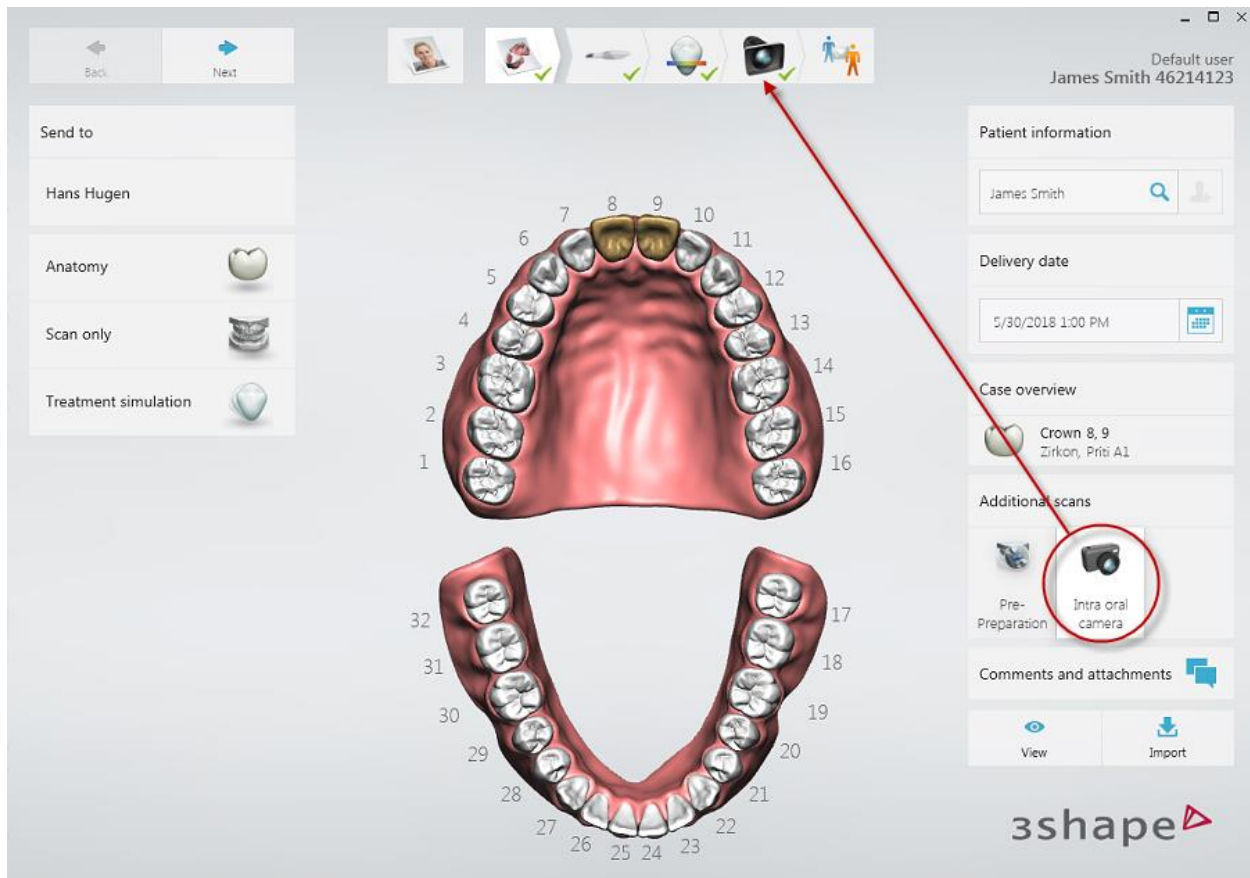 Back
Next
Default user
James Smith 46214123
Send to
Hans Hugen
Anatomy
Scan only
Treatment simulation
1
2
3
4
5
6
7
8
9
10
11
12
13
14
15
16
32
31
30
29
28
27
26
25
24
23
22
21
20
19
18
17
Patient information
James Smith
Delivery date
5/30/2018 1:00 PM
Case overview
Crown 8, 9
Zirkon, Priti A1
Additional scans
Pre-
Preparation
Intra oral
camera
Comments and attachments
View
Import
3shape